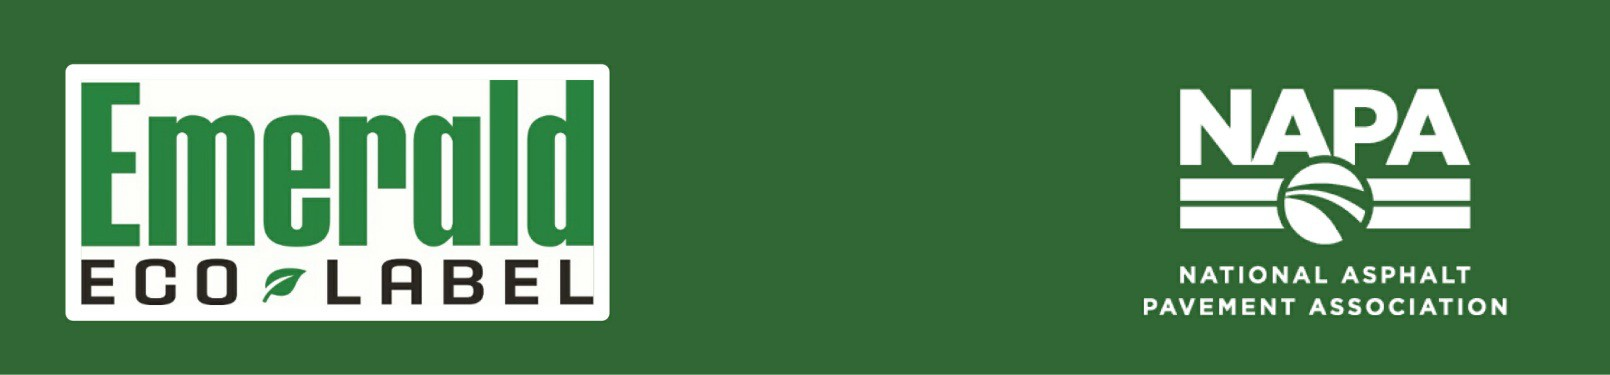 Emerald
ECO LABEL
NAPA
NATIONAL ASPHALT
PAVEMENT ASSOCIATION